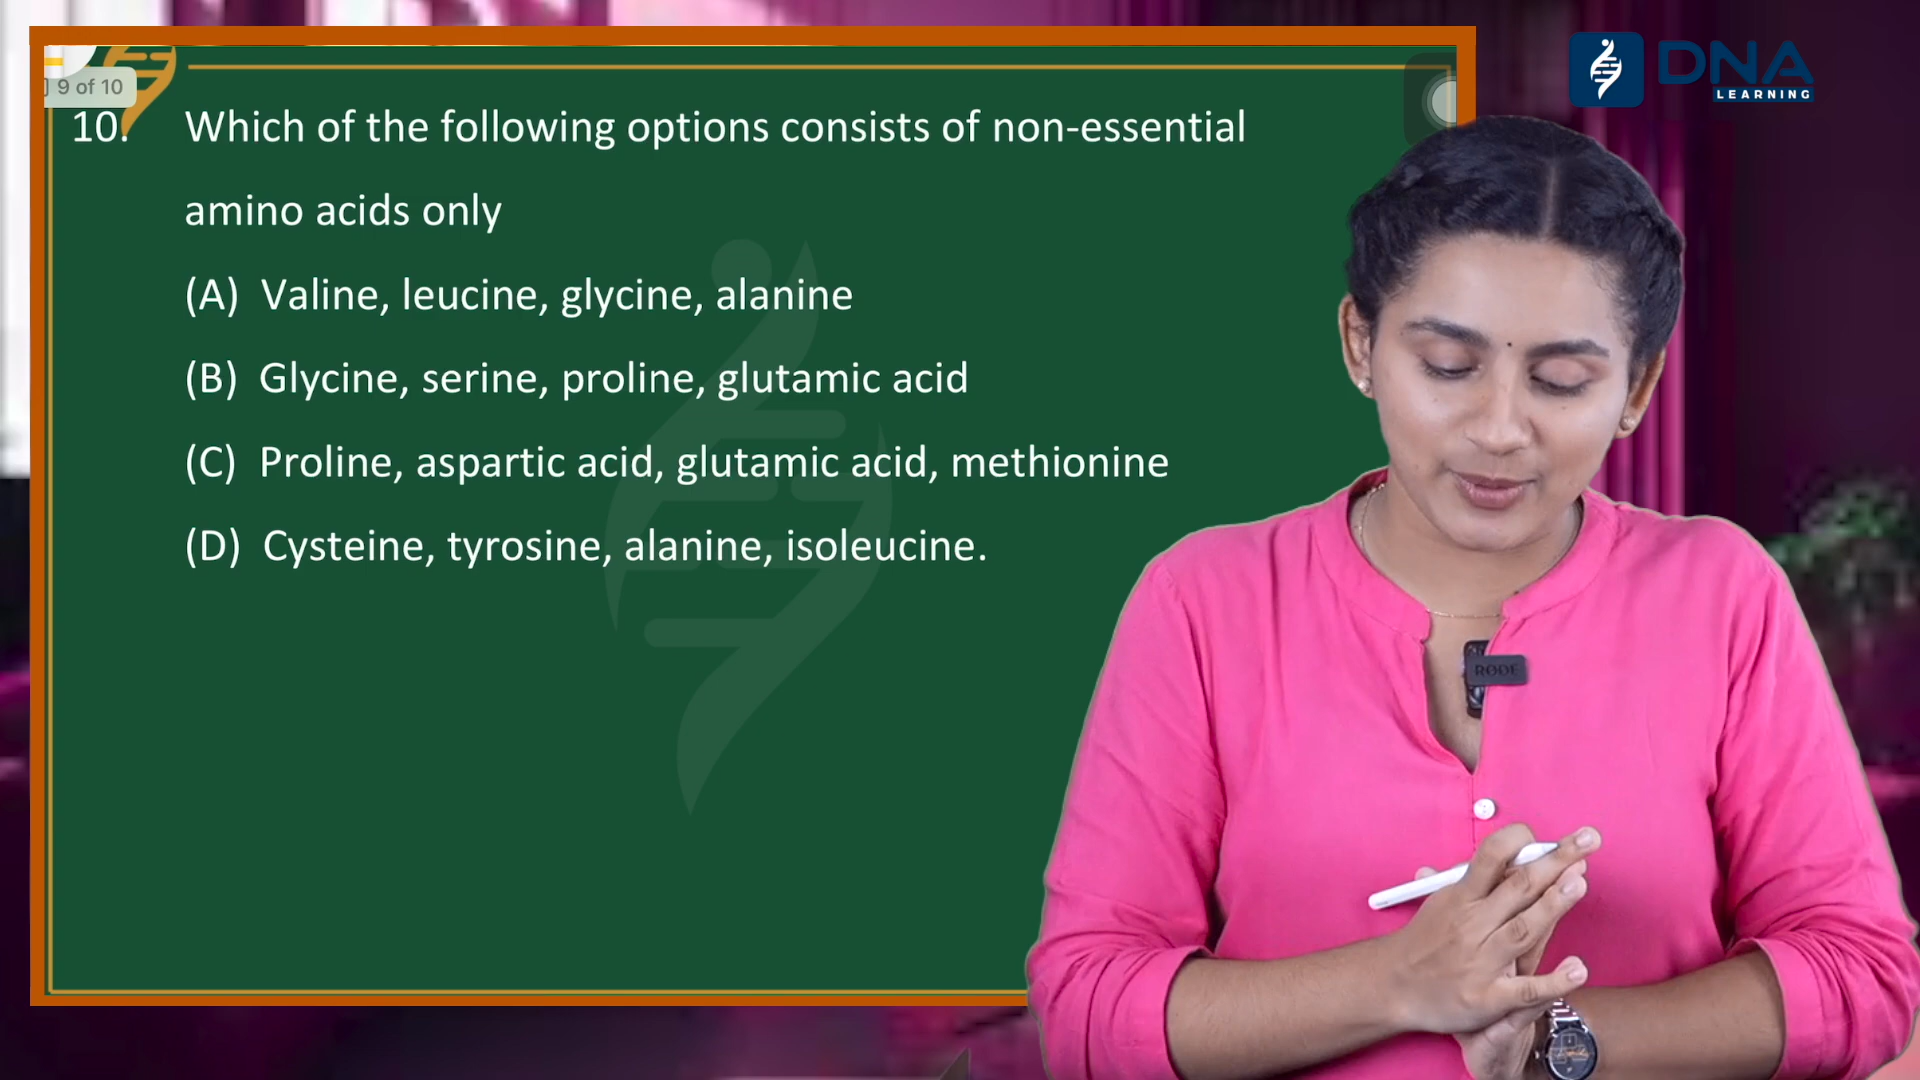 9 of 10
DNA
LEARNING
10. Which of the following options consists of non-essential
amino acids only
(A) Valine, leucine, glycine, alanine
(B) Glycine, serine, proline, glutamic acid
(C) Proline, aspartic acid, glutamic acid, methionine
(D) Cysteine, tyrosine, alanine, isoleucine.
RØDE